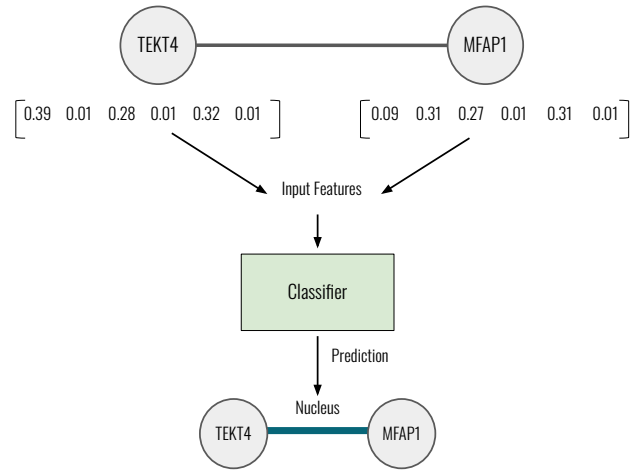 TEKT4 MFAP1
0.39 0.01 0.28 0.01 0.32 0.01 0.09 0.31 0.27 0.01 0.31 0.01
Input Features
Classifier
Prediction
Nucleus
TEKT4 MFAP1